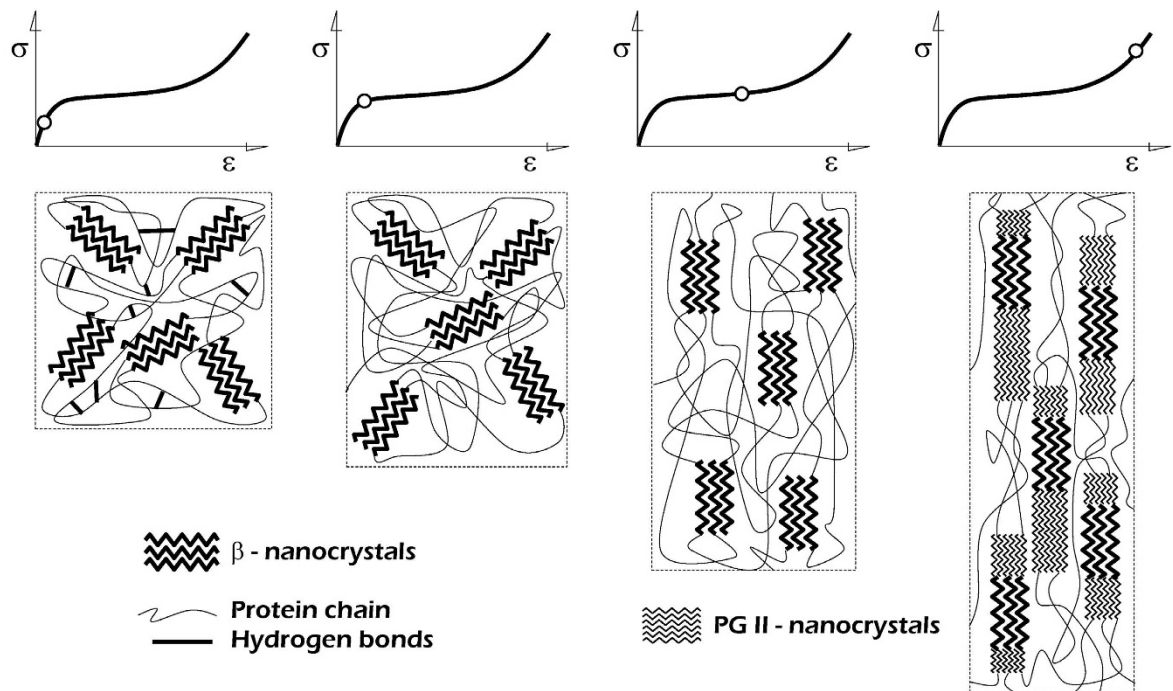 σ
ε
σ
ε
σ
ε
σ
ε
β - nanocrystals
Protein chain
Hydrogen bonds
PG II - nanocrystals